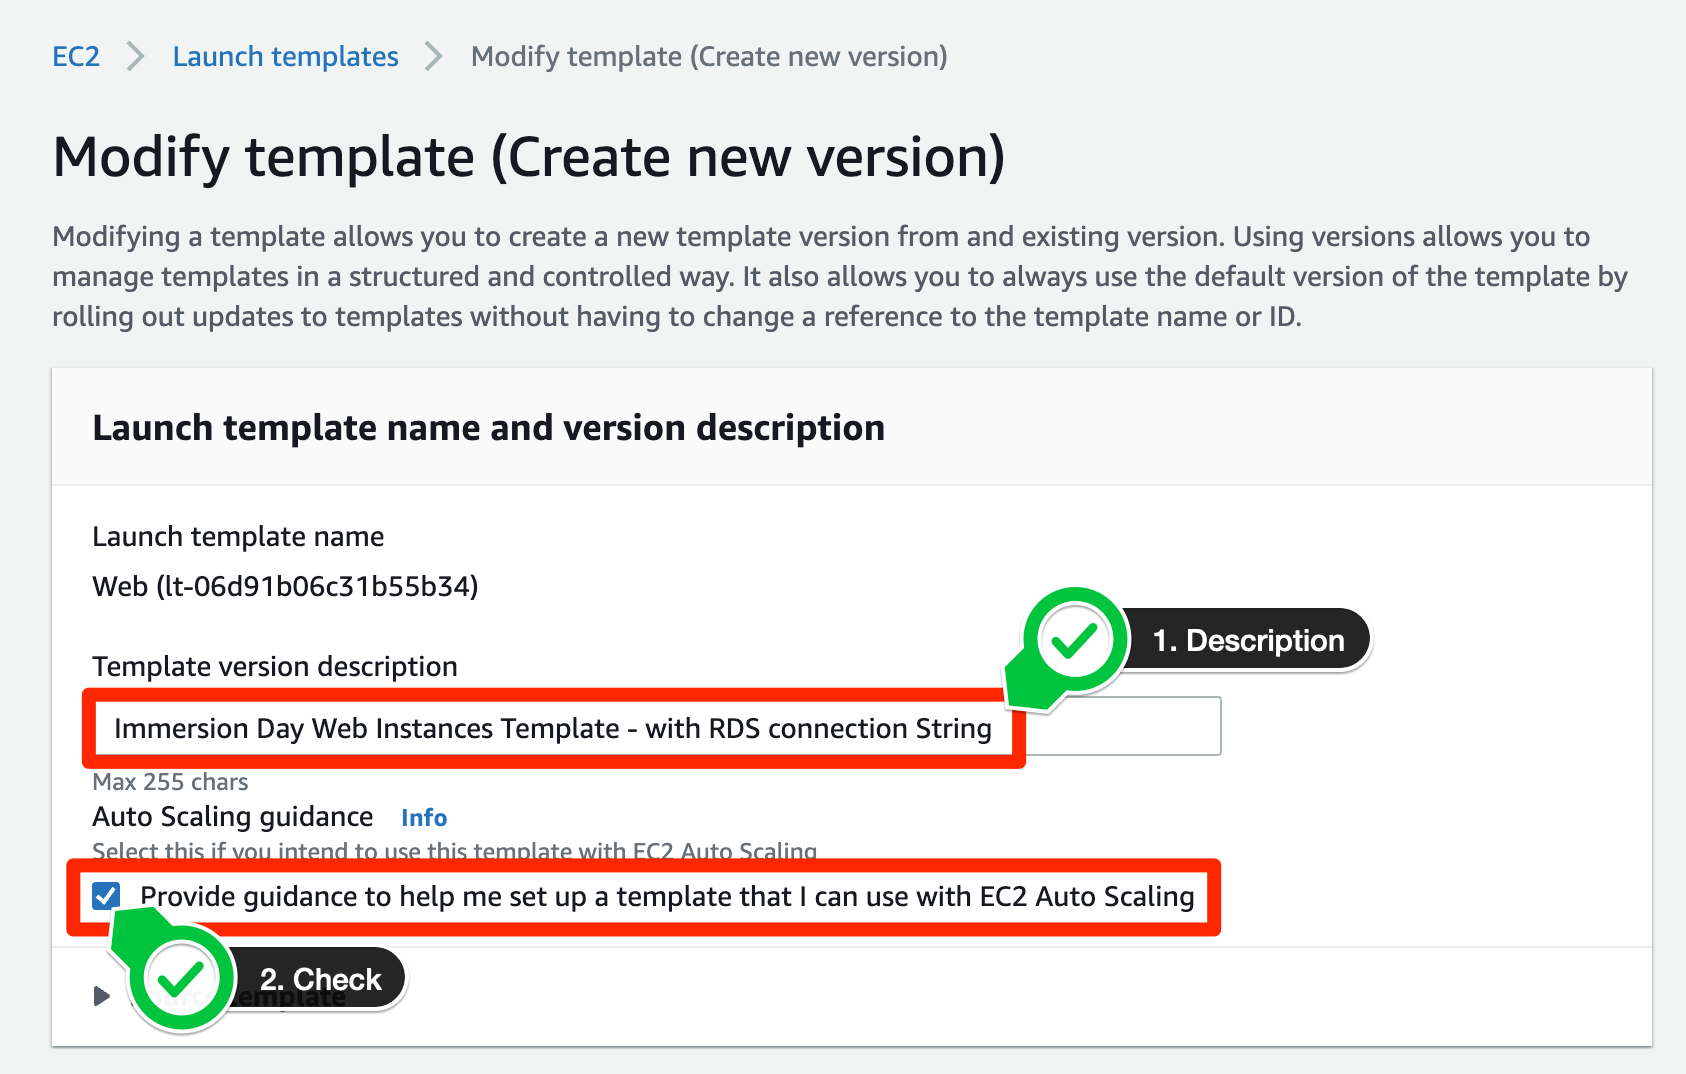 EC2 > Launch templates > Modify template (Create new version)
Modify template (Create new version)
Modifying a template allows you to create a new template version from and existing version. Using versions allows you to
manage templates in a structured and controlled way. It also allows you to always use the default version of the template by
rolling out updates to templates without having to change a reference to the template name or ID.
Launch template name and version description
Launch template name
Web (lt-06d91b06c31b55b34)
1. Description
Template version description
Immersion Day Web Instances Template - with RDS connection String
Max 255 chars
Auto Scaling guidance Info
Select this if you intend to use this template with EC2 Auto Scaling
Provide guidance to help me set up a template that I can use with EC2 Auto Scaling
2. Check
template